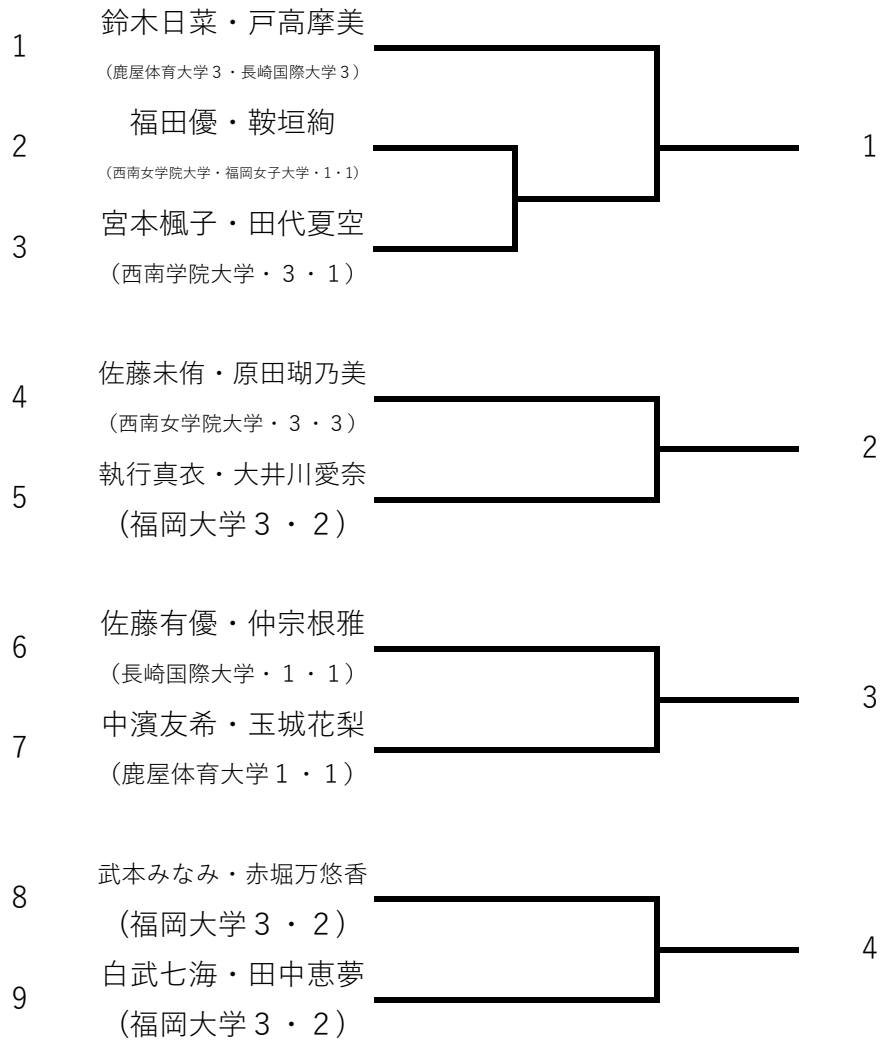 鈴木日菜・戸高摩美
1
（鹿屋体育大学３・長崎国際大学３）
福田優・鞍垣絢
2
1
（西南女学院大学・福岡女子大学・1・1）
宮本楓子・田代夏空
3
（西南学院大学・３・１）
佐藤未侑・原田瑚乃美
4
（西南女学院大学・３・３）
2
執行真衣・大井川愛奈
5
（福岡大学３・２）
佐藤有優・仲宗根雅
6
（長崎国際大学・１・１）
3
中濱友希・玉城花梨
7
（鹿屋体育大学１・１）
武本みなみ・赤堀万悠香
8
（福岡大学３・２）
4
白武七海・田中恵夢
9
（福岡大学３・２）